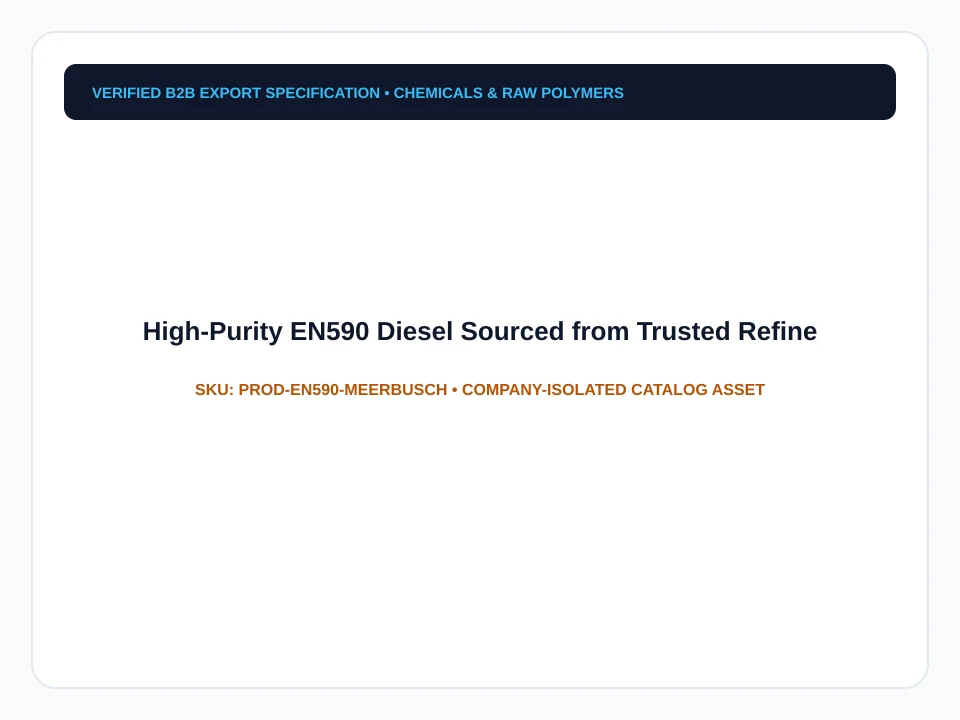 VERIFIED B2B EXPORT SPECIFICATION • CHEMICALS & RAW POLYMERS
High-Purity EN590 Diesel Sourced from Trusted Refine
SKU: PROD-EN590-MEERBUSCH • COMPANY-ISOLATED CATALOG ASSET